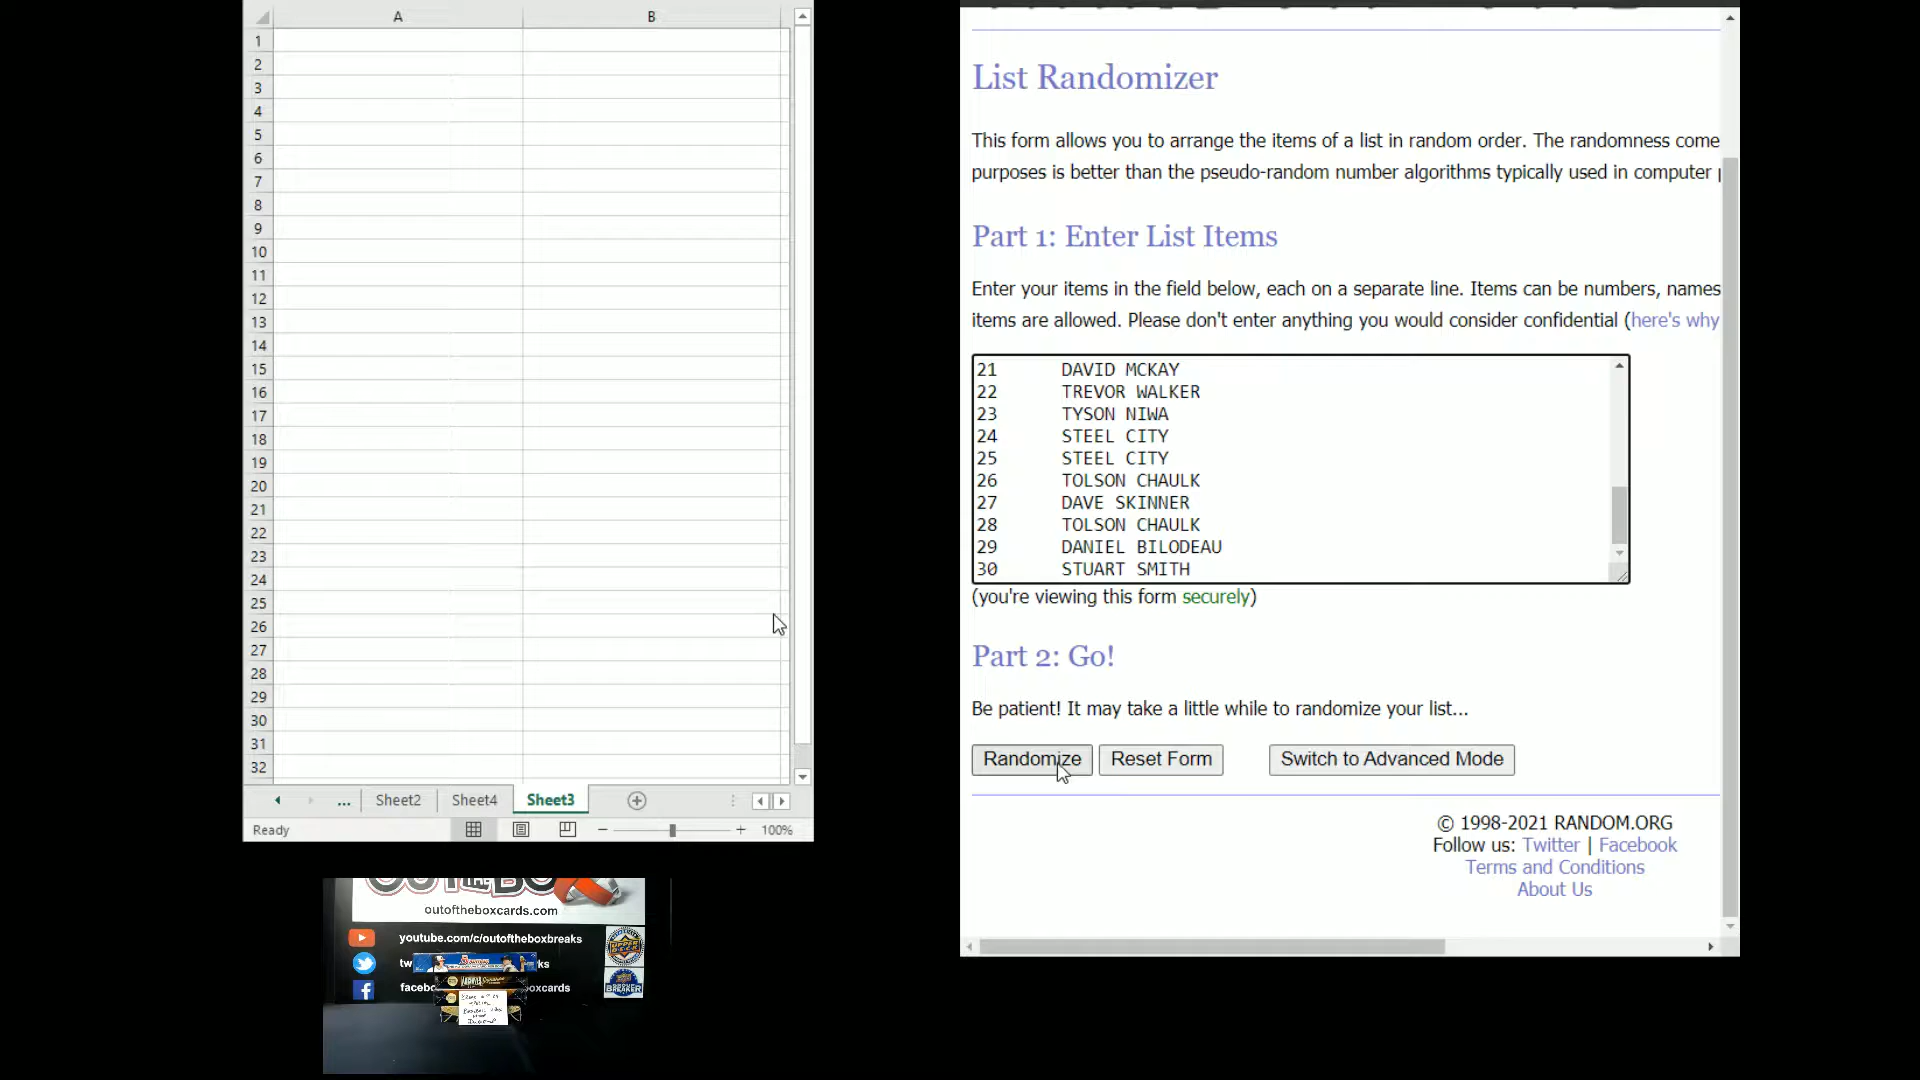 A B
1
2
3
4
5
6
7
8
9
10
11
12
13
14
15
16
17
18
19
20
21
22
23
24
25
26
27
28
29
30
31
32
... Sheet2 Sheet4 Sheet3
Ready 100%
outoftheboxcards.com
youtube.com/c/outoftheboxbreaks
List Randomizer
This form allows you to arrange the items of a list in random order. The randomness come
purposes is better than the pseudo-random number algorithms typically used in computer
Part 1: Enter List Items
Enter your items in the field below, each on a separate line. Items can be numbers, names
items are allowed. Please don't enter anything you would consider confidential (here's why
21 DAVID MCKAY
22 TREVOR WALKER
23 TYSON NIWA
24 STEEL CITY
25 STEEL CITY
26 TOLSON CHAULK
27 DAVE SKINNER
28 TOLSON CHAULK
29 DANIEL BILODEAU
30 STUART SMITH
(you're viewing this form securely)
Part 2: Go!
Be patient! It may take a little while to randomize your list...
Randomize Reset Form Switch to Advanced Mode
© 1998-2021 RANDOM.ORG
Follow us: Twitter | Facebook
Terms and Conditions
About Us